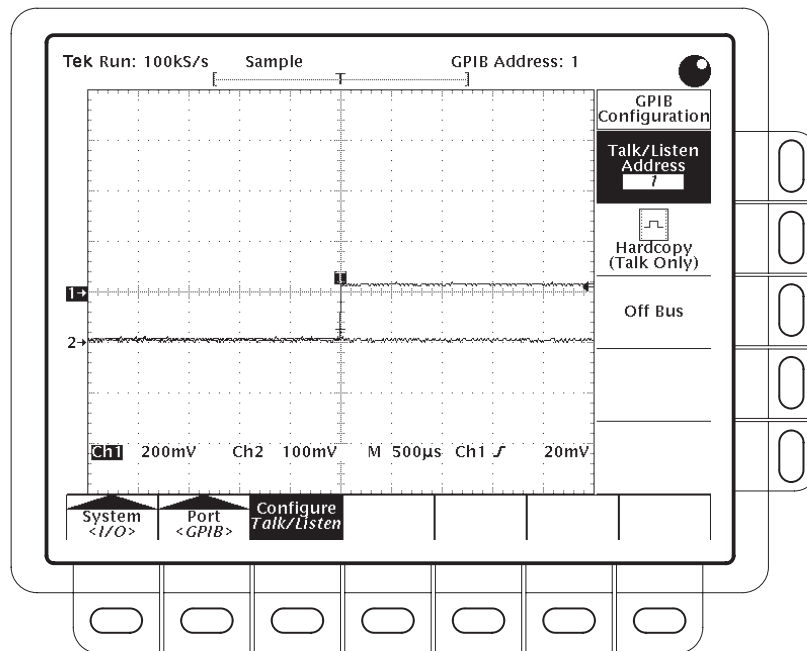 Tek Run: 100kS/s Sample GPIB Address: 1
[ T ]
GPIB
Configuration
Talk/Listen
Address
1
Hardcopy
(Talk Only)
Off Bus
T
1→
2→
Ch1 200mV Ch2 100mV M 500µs Ch1 20mV
System
<I/O>
Port
<GPIB>
Configure
Talk/Listen